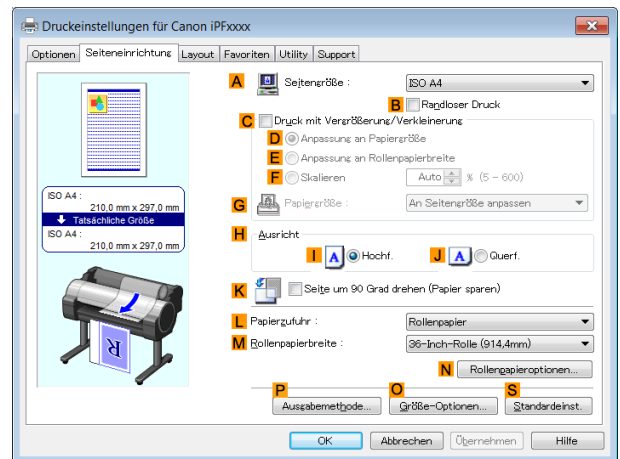 Druckeinstellungen für Canon iPFxxxx
Optionen Seiteneinrichtung Layout Favoriten Utility Support
A Seitengröße : ISO A4
B Randloser Druck
C Druck mit Vergrößerung/Verkleinerung
D Anpassung an Papiergröße
E Anpassung an Rollenpapierbreite
F Skalieren Auto % (5 - 600)
G Papiergröße : An Seitengröße anpassen
ISO A4 :
210,0 mm x 297,0 mm
Tatsächliche Größe
ISO A4 :
210,0 mm x 297,0 mm
H Ausricht
I A Hochf. J A Querf.
K Seite um 90 Grad drehen (Papier sparen)
L Papierzufuhr : Rollenpapier
M Rollenpapierbreite : 36-Inch-Rolle (914,4mm)
R
N Rollenpapieroptionen...
P O S
Ausgabemethode... Größe-Optionen... Standardeinst.
OK Abbrechen Übernehmen Hilfe